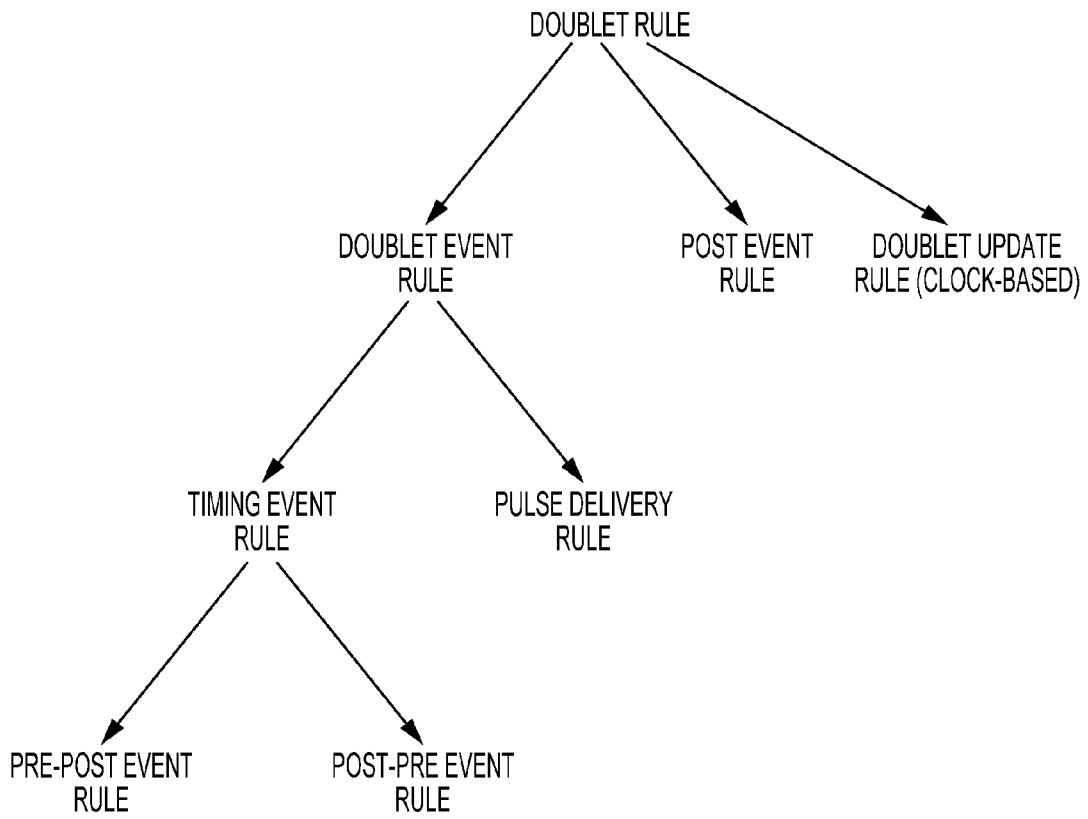 DOUBLET RULE
DOUBLET EVENT
RULE
POST EVENT
RULE
DOUBLET UPDATE
RULE (CLOCK-BASED)
TIMING EVENT
RULE
PULSE DELIVERY
RULE
PRE-POST EVENT
RULE
POST-PRE EVENT
RULE